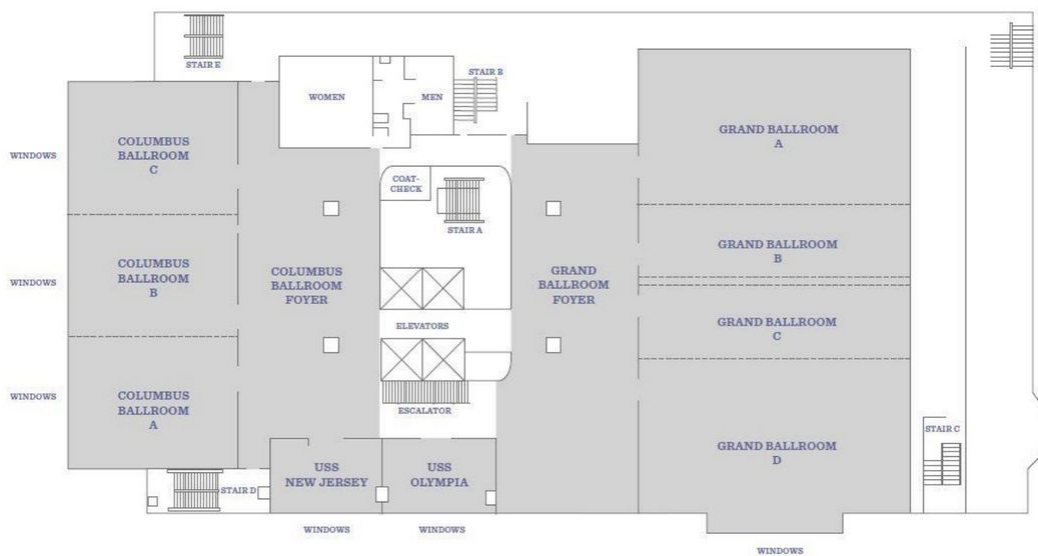 STAIR E
WOMEN
MEN
STAIR B
WINDOWS
COLUMBUS
BALLROOM
C
COAT-
CHECK
STAIR A
GRAND BALLROOM
A
WINDOWS
COLUMBUS
BALLROOM
B
COLUMBUS
BALLROOM
FOYER
GRAND
BALLROOM
FOYER
GRAND BALLROOM
B
ELEVATORS
GRAND BALLROOM
C
WINDOWS
COLUMBUS
BALLROOM
A
ESCALATOR
GRAND BALLROOM
D
STAIR C
STAIR D
USS
NEW JERSEY
USS
OLYMPIA
WINDOWS
WINDOWS
WINDOWS